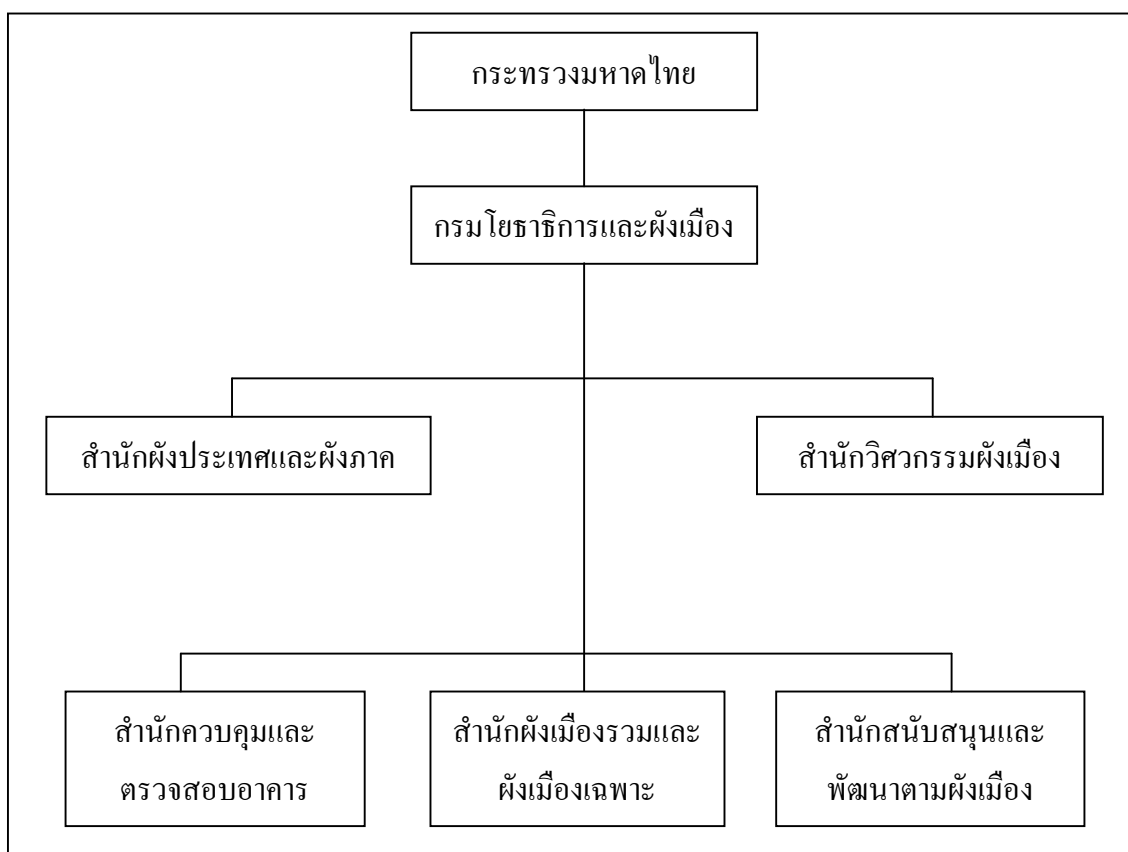 กระทรวงมหาดไทย
กรมโยธาธิการและผังเมือง
สำนักผังประเทศและผังภาค
สำนักวิศวกรรมผังเมือง
สำนักควบคุมและ
ตรวจสอบอาคาร
สำนักผังเมืองรวมและ
ผังเมืองเฉพาะ
สำนักสนับสนุนและ
พัฒนาตามผังเมือง